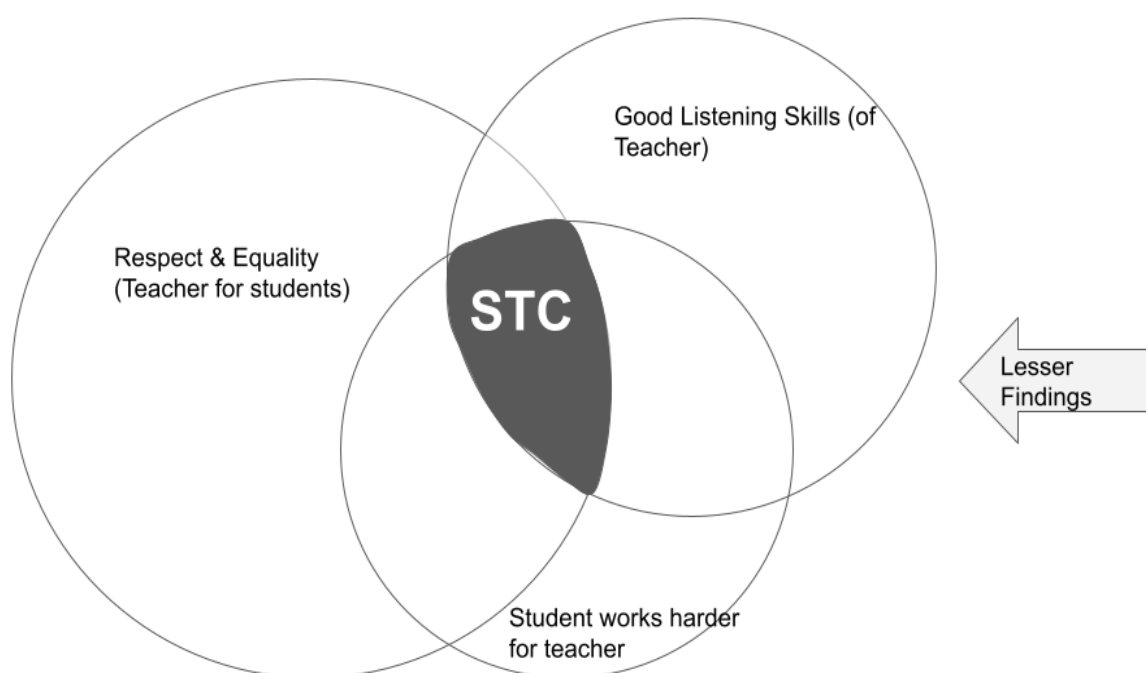 Good Listening Skills (of
Teacher)
Respect & Equality
(Teacher for students)
STC
Lesser
Findings
Student works harder
for teacher